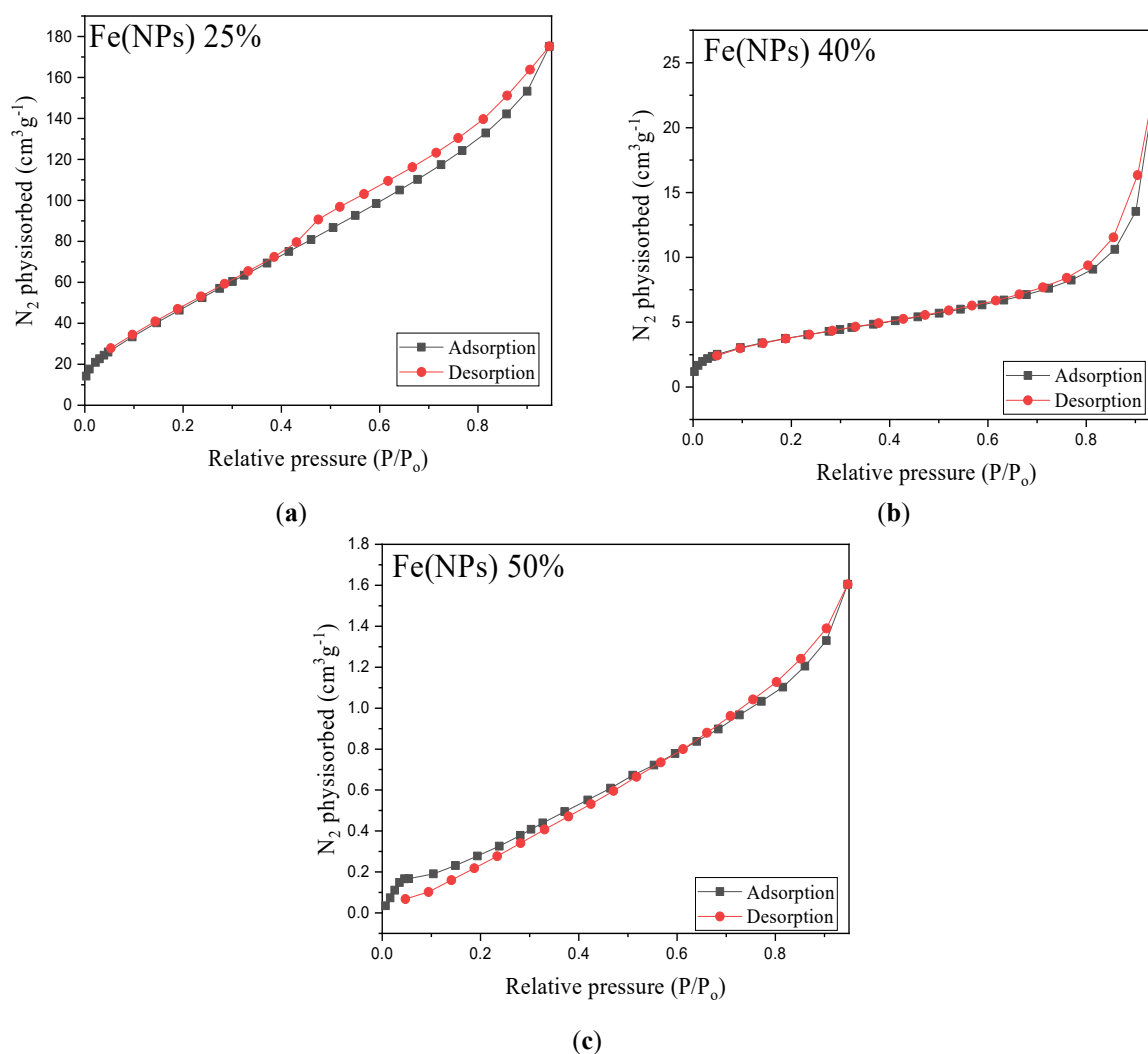 Fe(NPs) 25%
180
160
140
120
100
80
60
40
20
0
N₂ physisorbed (cm³g⁻¹)
Adsorption
Desorption
0.0 0.2 0.4 0.6 0.8
Relative pressure (P/Pₒ)
(a)
Fe(NPs) 40%
25
20
15
10
5
0
N₂ physisorbed (cm³g⁻¹)
Adsorption
Desorption
0.0 0.2 0.4 0.6 0.8
Relative pressure (P/Pₒ)
(b)
Fe(NPs) 50%
1.8
1.6
1.4
1.2
1.0
0.8
0.6
0.4
0.2
0.0
N₂ physisorbed (cm³g⁻¹)
Adsorption
Desorption
0.0 0.2 0.4 0.6 0.8
Relative pressure (P/Pₒ)
(c)